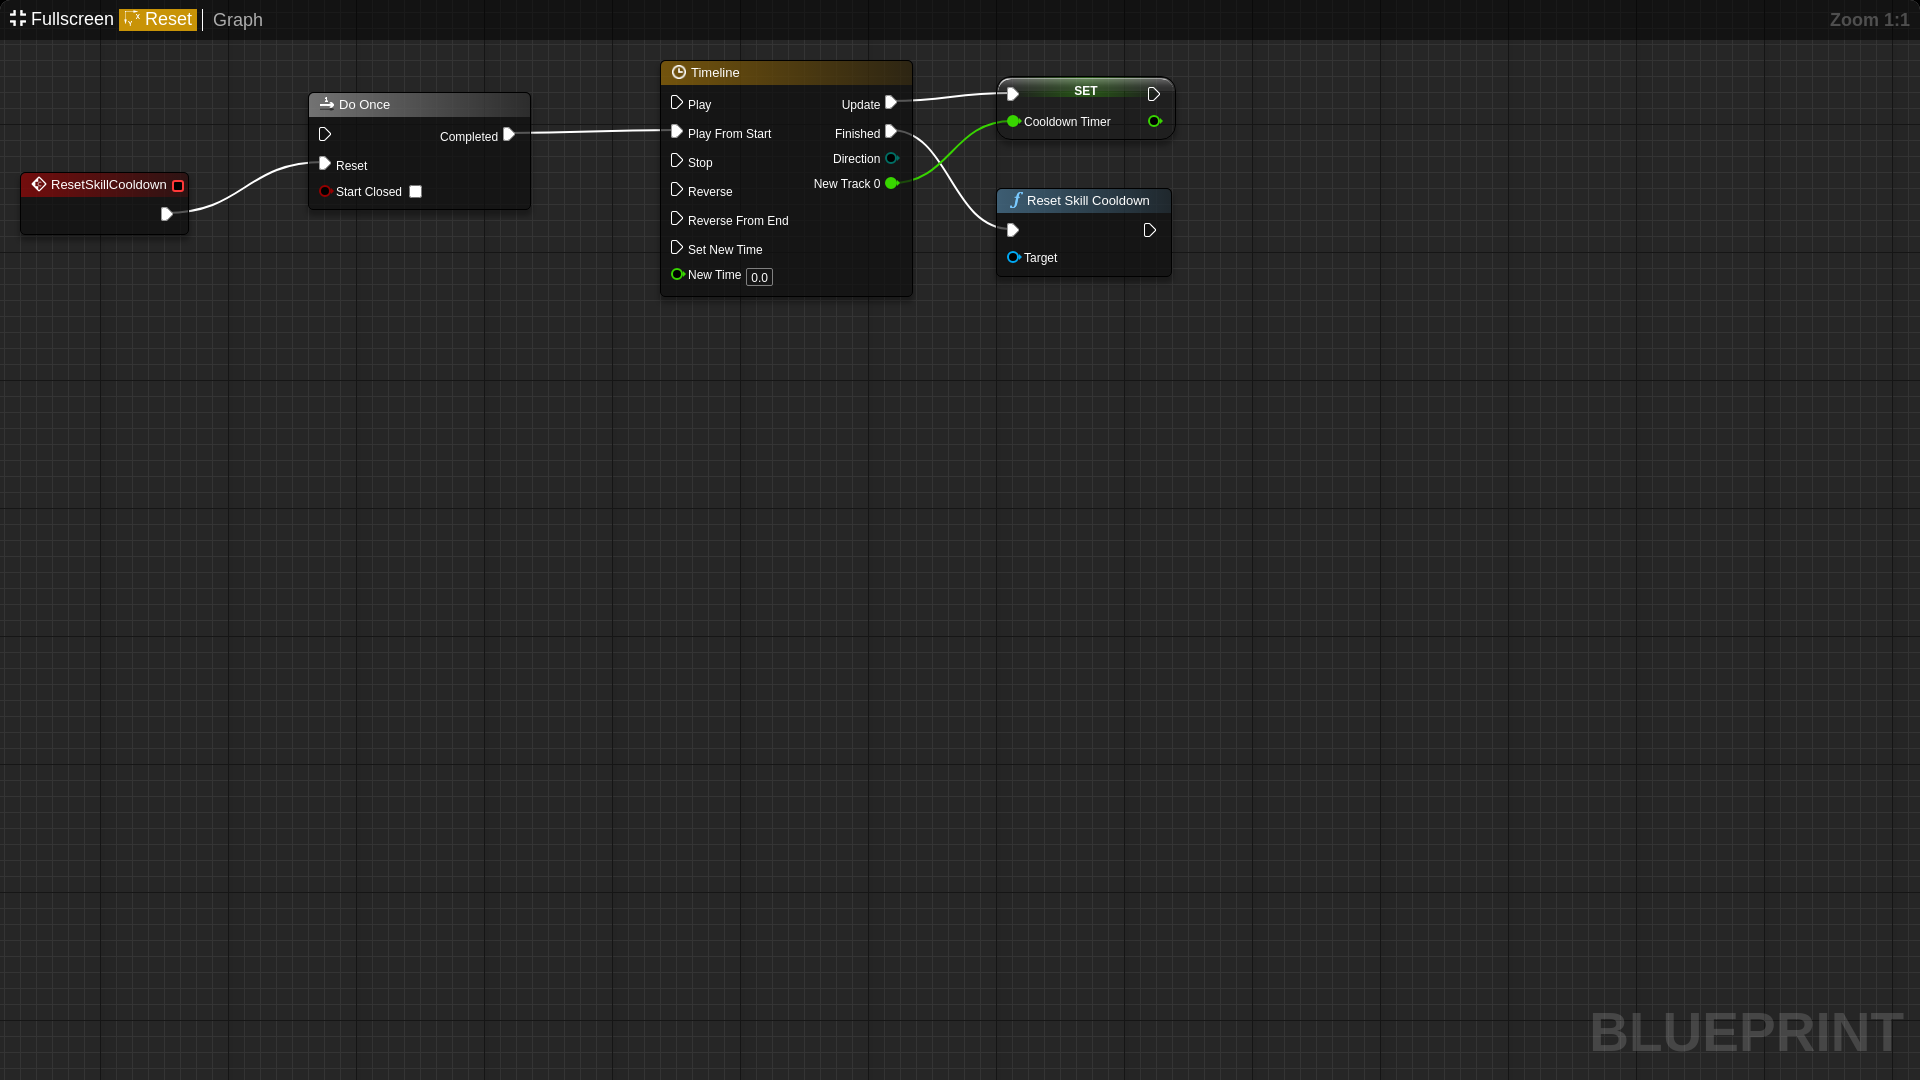 Fullscreen Reset Graph Zoom 1:1
ResetSkillCooldown
Do Once
Completed
Reset
Start Closed
Timeline
Play Update
Play From Start Finished
Stop Direction
New Track 0
Reverse
Reverse From End
Set New Time
New Time 0.0
SET
Cooldown Timer
Reset Skill Cooldown
Target
BLUEPRINT